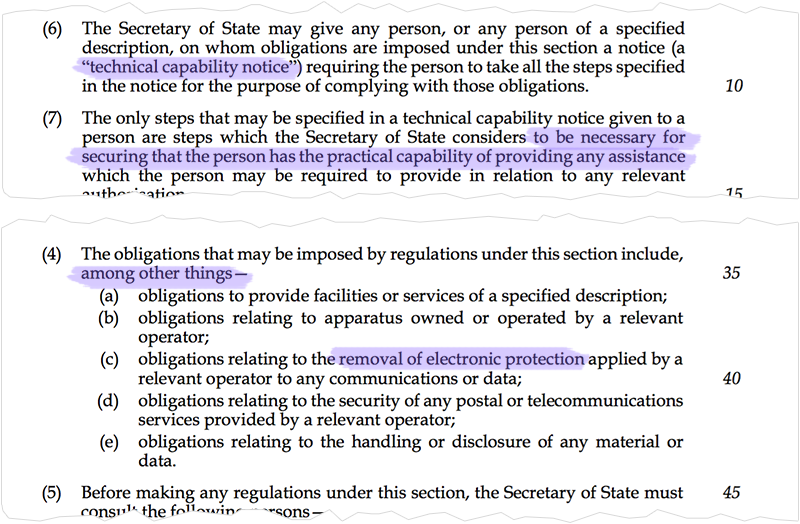 (6) The Secretary of State may give any person, or any person of a specified
description, on whom obligations are imposed under this section a notice (a
“technical capability notice”) requiring the person to take all the steps specified
in the notice for the purpose of complying with those obligations. 10
(7) The only steps that may be specified in a technical capability notice given to a
person are steps which the Secretary of State considers to be necessary for
securing that the person has the practical capability of providing any assistance
which the person may be required to provide in relation to any relevant
authorisation 15
(4) The obligations that may be imposed by regulations under this section include,
among other things— 35
(a) obligations to provide facilities or services of a specified description;
(b) obligations relating to apparatus owned or operated by a relevant
operator;
(c) obligations relating to the removal of electronic protection applied by a
relevant operator to any communications or data; 40
(d) obligations relating to the security of any postal or telecommunications
services provided by a relevant operator;
(e) obligations relating to the handling or disclosure of any material or
data.
(5) Before making any regulations under this section, the Secretary of State must 45
consult the following persons—